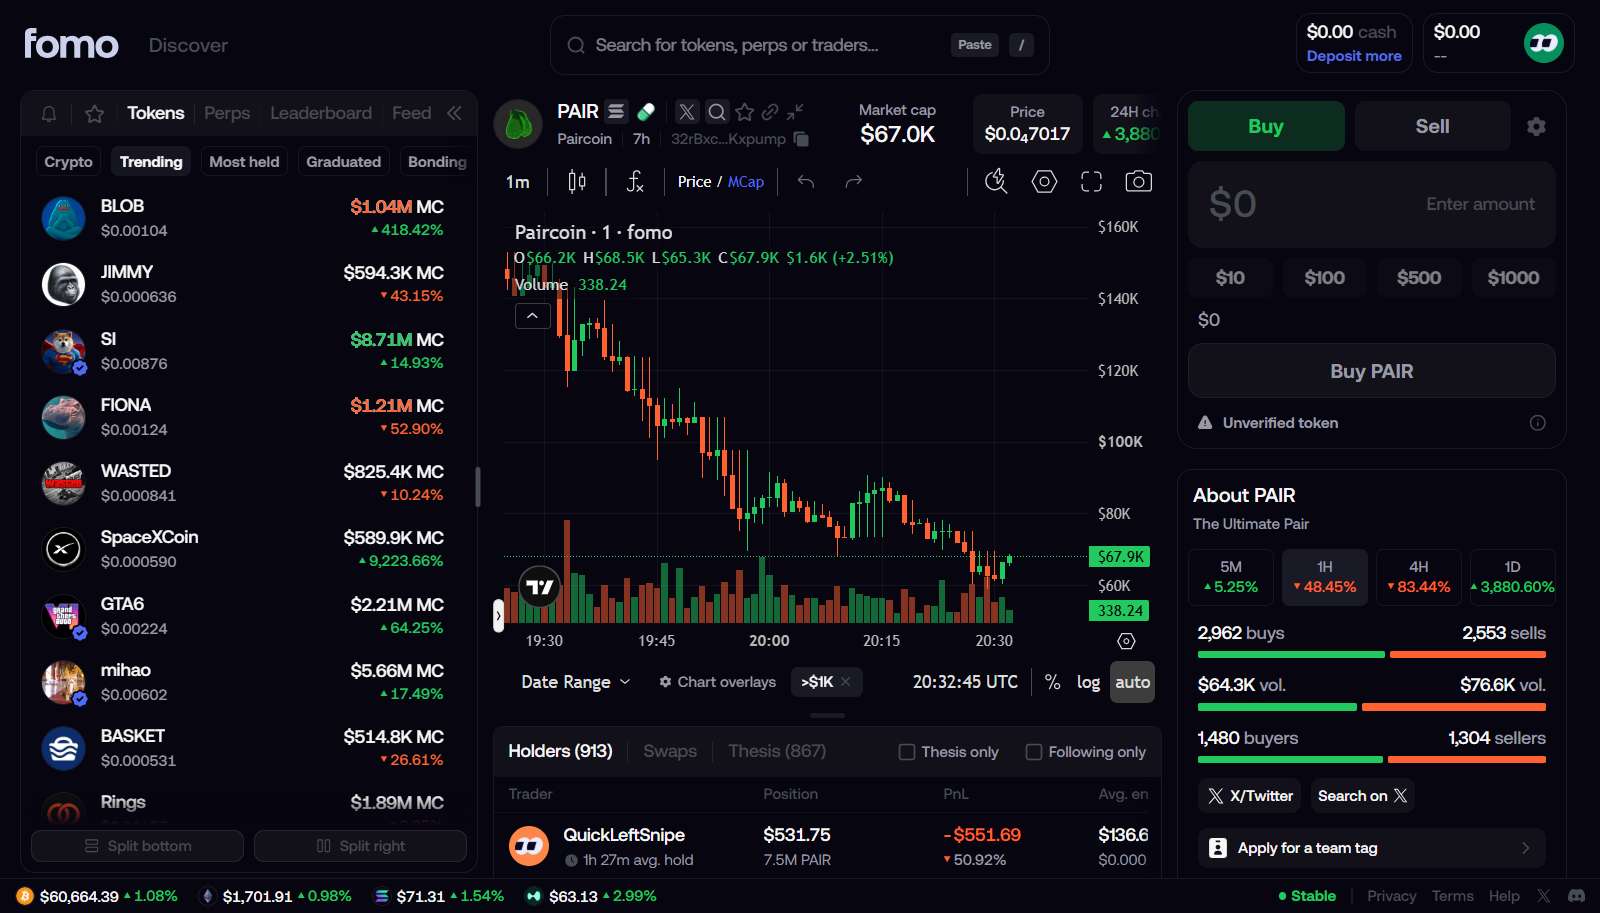 fomo
Discover
Search for tokens, perps or traders...
Paste
/
$0.00 cash
Deposit more
$0.00
--
Tokens Perps Leaderboard Feed
Crypto Trending Most held Graduated Bonding
BLOB $1.04M MC
$0.00104 418.42%
JIMMY $594.3K MC
$0.000636 43.15%
SI $8.71M MC
$0.00876 14.93%
FIONA $1.21M MC
$0.00124 52.90%
WASTED $825.4K MC
$0.000841 10.24%
SpaceXCoin $589.9K MC
$0.000590 9,223.66%
GTA6 $2.21M MC
$0.00224 64.25%
mihao $5.66M MC
$0.00602 17.49%
BASKET $514.8K MC
$0.000531 26.61%
Rings $1.89M MC
Split bottom
Split right
PAIR
Paircoin 7h 32rBxc...Kxpump
Market cap
$67.0K
Price
$0.0₄7017
24H ch
3,880
1m
Price / MCap
Paircoin · 1 · fomo
O$66.2K H$68.5K L$65.3K C$67.9K $1.6K (+2.51%)
Volume 338.24
$160K
$140K
$120K
$100K
$80K
$67.9K
$60K
338.24
19:30 19:45 20:00 20:15 20:30
Date Range
Chart overlays
>$1K
20:32:45 UTC
% log auto
Holders (913) Swaps Thesis (867)
Thesis only
Following only
Trader Position PnL Avg. en
QuickLeftSnipe $531.75 -$551.69 $136.6
1h 27m avg. hold 7.5M PAIR 50.92% $0.000
Buy
Sell
$0
Enter amount
$10 $100 $500 $1000
$0
Buy PAIR
Unverified token
About PAIR
The Ultimate Pair
5M 1H 4H 1D
5.25% 48.45% 83.44% 3,880.60%
2,962 buys 2,553 sells
$64.3K vol. $76.6K vol.
1,480 buyers 1,304 sellers
X/Twitter
Search on X
Apply for a team tag
$60,664.39 1.08% $1,701.91 0.98% $71.31 1.54% $63.13 2.99%
Stable
Privacy Terms Help